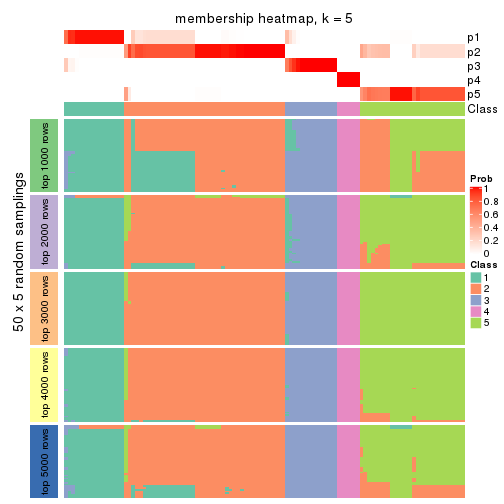 membership heatmap, k = 5
p1
p2
p3
p4
p5
Class
50 x 5 random samplings
top 1000 rows
top 2000 rows
top 3000 rows
top 4000 rows
top 5000 rows
Prob
1
0.8
0.6
0.4
0.2
0
Class
1
2
3
4
5